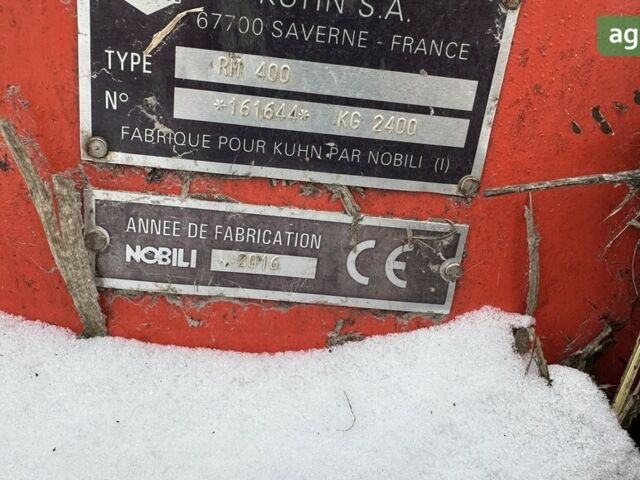 KUHN S.A.
67700 SAVERNE - FRANCE
TYPE RM 400
N° *161644* KG 2400
FABRIQUE POUR KUHN PAR NOBILI (I)
ANNEE DE FABRICATION
NOBILI 2016 CE
ag